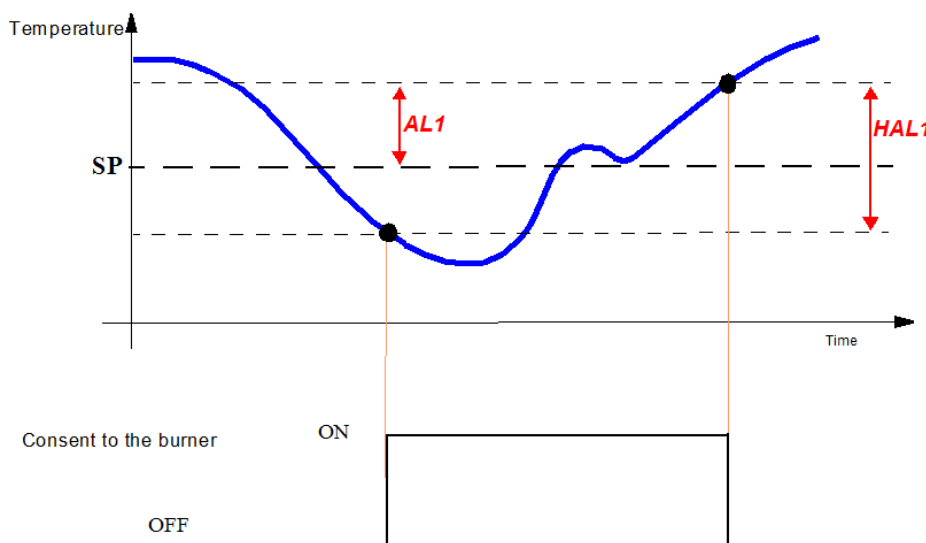 Temperature
AL1
HAL1
SP
Time
Consent to the burner
ON
OFF